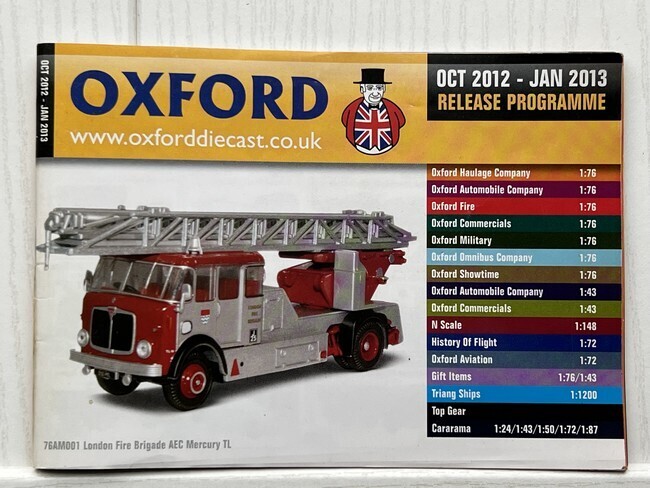 OCT 2012 - JAN 2013
OXFORD
www.oxforddiecast.co.uk
OCT 2012 - JAN 2013
RELEASE PROGRAMME
Oxford Haulage Company 1:76
Oxford Automobile Company 1:76
Oxford Fire 1:76
Oxford Commercials 1:76
Oxford Military 1:76
Oxford Omnibus Company 1:76
Oxford Showtime 1:76
Oxford Automobile Company 1:43
Oxford Commercials 1:43
N Scale 1:148
History Of Flight 1:72
Oxford Aviation 1:72
Gift Items 1:76/1:43
Triang Ships 1:1200
Top Gear
Cararama 1:24/1:43/1:50/1:72/1:87
76AM001 London Fire Brigade AEC Mercury TL